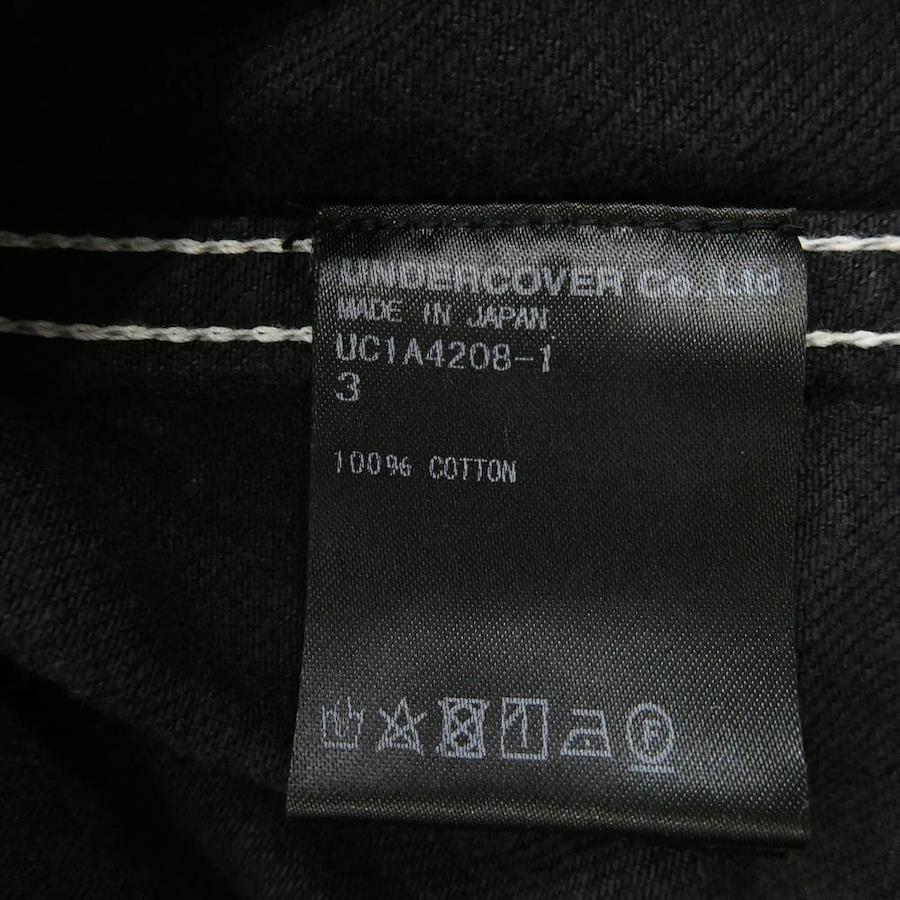 UNDERCOVER Co.,Ltd
MADE IN JAPAN
UC1A4208-1
3
100% COTTON
F